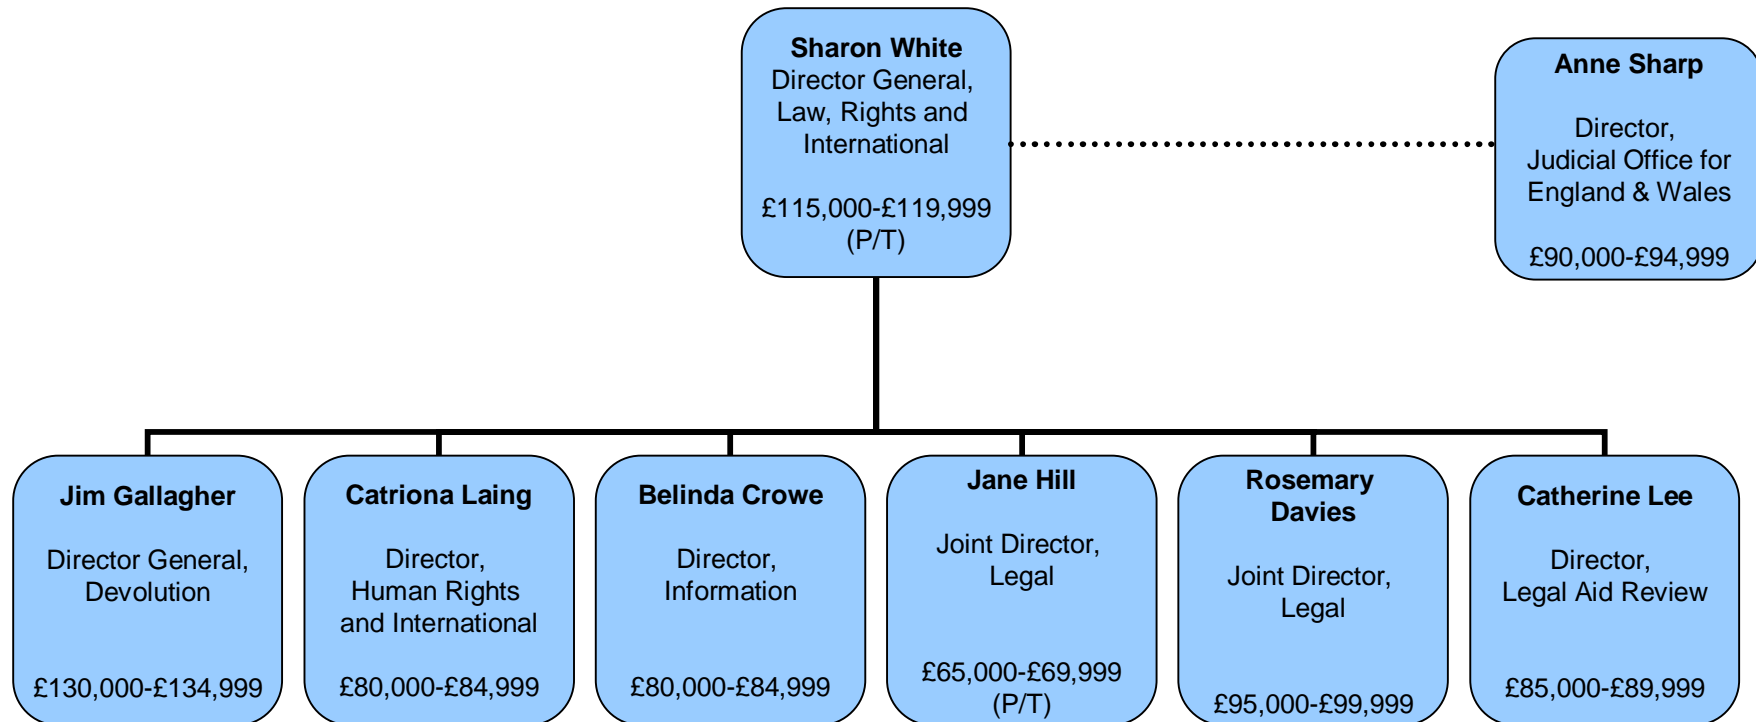 Sharon White
Director General,
Law, Rights and
International
£115,000-£119,999
(P/T)
Anne Sharp
Director,
Judicial Office for
England & Wales
£90,000-£94,999
Jim Gallagher
Director General,
Devolution
£130,000-£134,999
Catriona Laing
Director,
Human Rights
and International
£80,000-£84,999
Belinda Crowe
Director,
Information
£80,000-£84,999
Jane Hill
Joint Director,
Legal
£65,000-£69,999
(P/T)
Rosemary
Davies
Joint Director,
Legal
£95,000-£99,999
Catherine Lee
Director,
Legal Aid Review
£85,000-£89,999